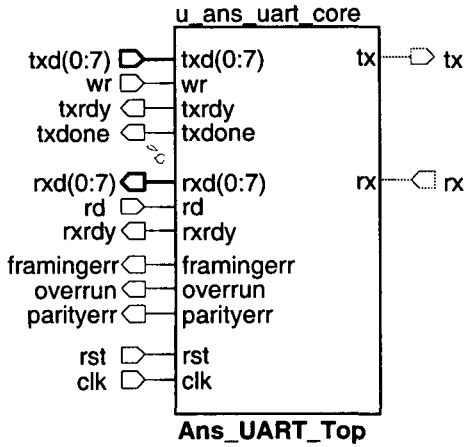 u_ans_uart_core
txd(0:7) txd(0:7) tx tx
wr wr
txrdy txrdy
txdone txdone
rxd(0:7) rxd(0:7) rx rx
rd rd
rxrdy rxrdy
framingerr framingerr
overrun overrun
parityerr parityerr
rst rst
clk clk
Ans_UART_Top